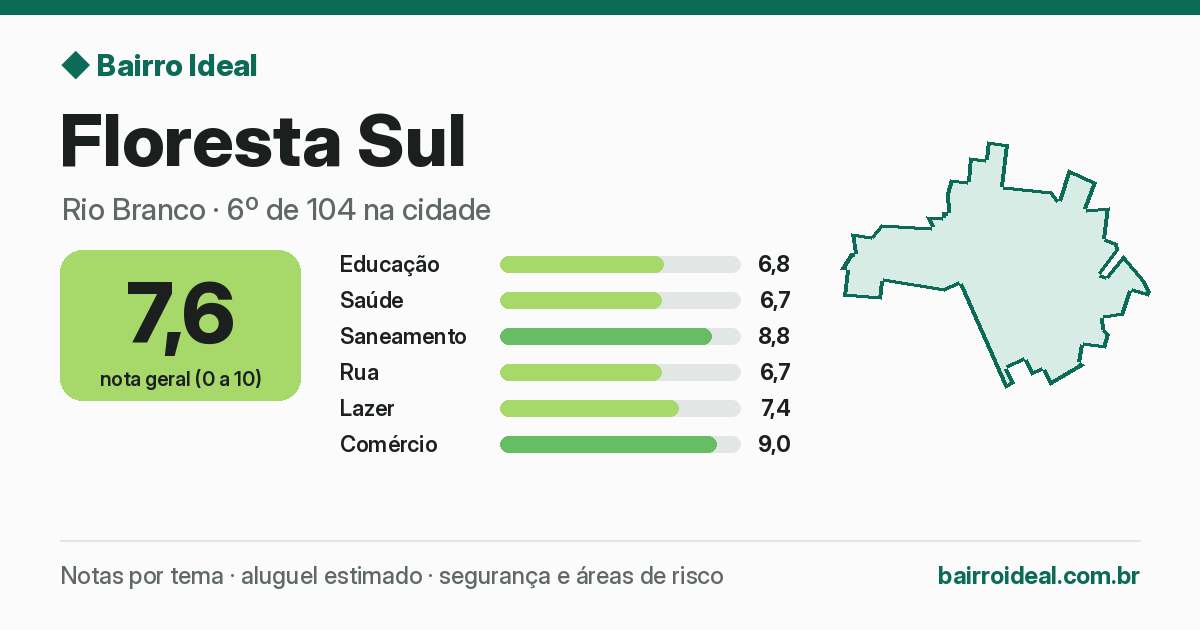 Bairro Ideal
Floresta Sul
Rio Branco · 6º de 104 na cidade
7,6
nota geral (0 a 10)
Educação 6,8
Saúde 6,7
Saneamento 8,8
Rua 6,7
Lazer 7,4
Comércio 9,0
Notas por tema · aluguel estimado · segurança e áreas de risco
bairroideal.com.br